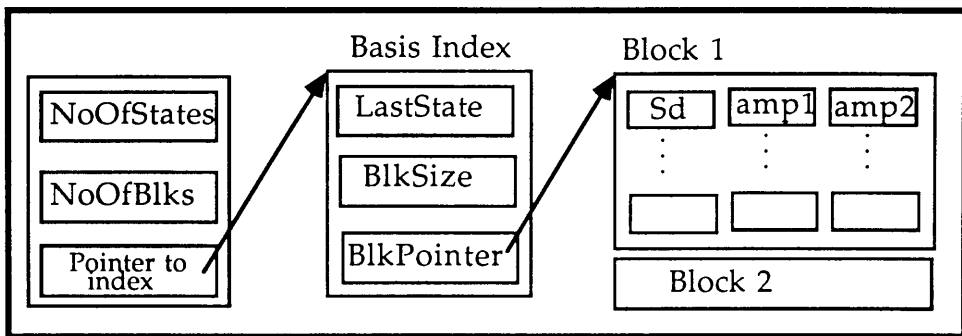 NoOfStates
NoOfBlks
Pointer to
index
Basis Index
LastState
BlkSize
BlkPointer
Block 1
Sd amp1 amp2
Block 2